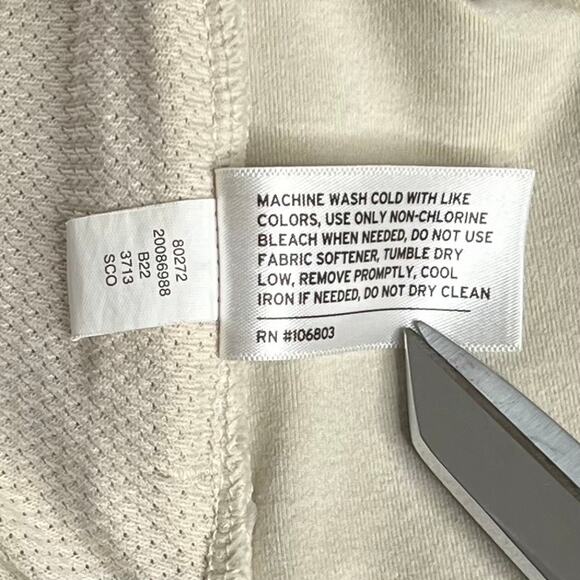 80272
20086988
B22
3713
SCO
MACHINE WASH COLD WITH LIKE
COLORS, USE ONLY NON-CHLORINE
BLEACH WHEN NEEDED, DO NOT USE
FABRIC SOFTENER, TUMBLE DRY
LOW, REMOVE PROMPTLY, COOL
IRON IF NEEDED, DO NOT DRY CLEAN
RN #106803